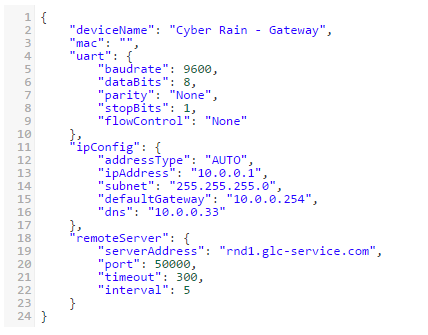 1 {
2     "deviceName": "Cyber Rain - Gateway",
3     "mac": "",
4     "uart": {
5         "baudrate": 9600,
6         "dataBits": 8,
7         "parity": "None",
8         "stopBits": 1,
9         "flowControl": "None"
10     },
11     "ipConfig": {
12         "addressType": "AUTO",
13         "ipAddress": "10.0.0.1",
14         "subnet": "255.255.255.0",
15         "defaultGateway": "10.0.0.254",
16         "dns": "10.0.0.33"
17     },
18     "remoteServer": {
19         "serverAddress": "rnd1.glc-service.com",
20         "port": 50000,
21         "timeout": 300,
22         "interval": 5
23     }
24 }